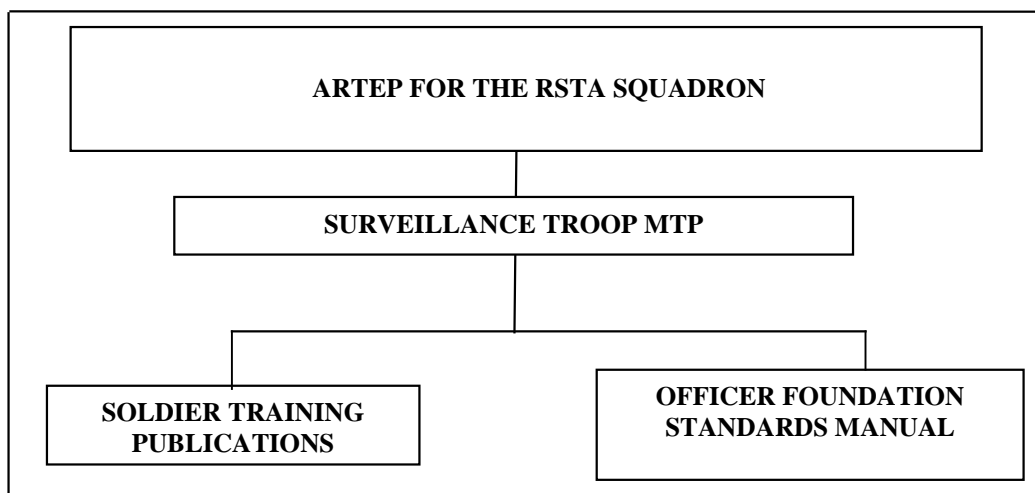 ARTEP FOR THE RSTA SQUADRON
SURVEILLANCE TROOP MTP
SOLDIER TRAINING
PUBLICATIONS
OFFICER FOUNDATION
STANDARDS MANUAL